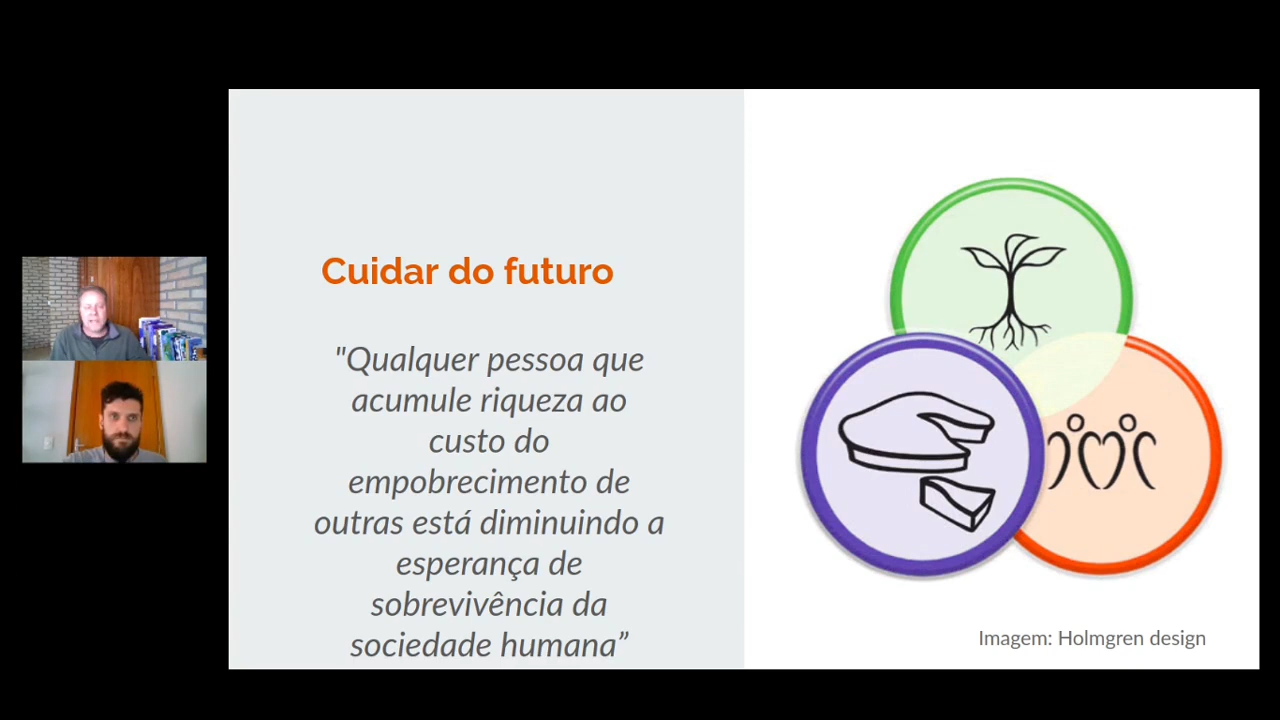 Cuidar do futuro
"Qualquer pessoa que
acumule riqueza ao
custo do
empobrecimento de
outras está diminuindo a
esperança de
sobrevivência da
sociedade humana”
Imagem: Holmgren design